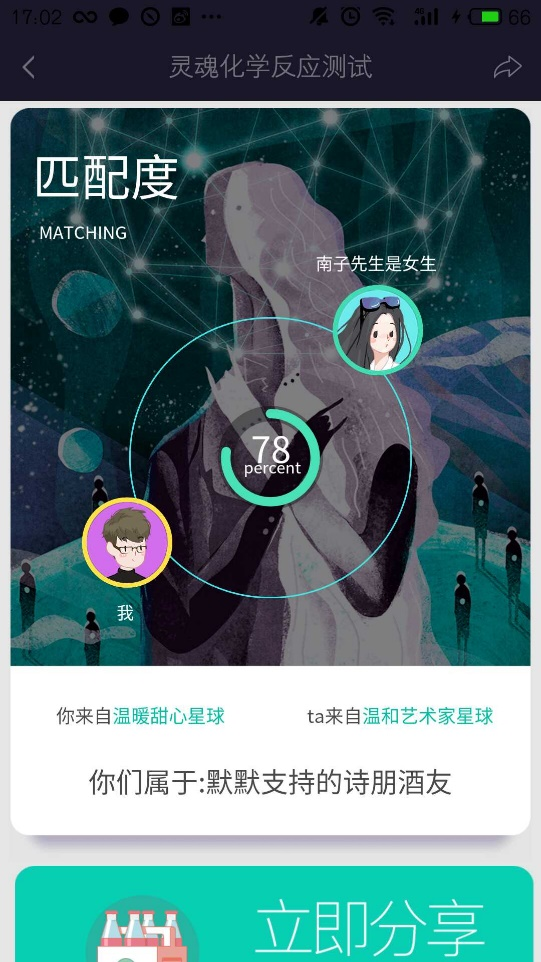 17:02
4G
66
灵魂化学反应测试
匹配度
MATCHING
南子先生是女生
78
percent
我
你来自温暖甜心星球
ta来自温和艺术家星球
你们属于:默默支持的诗朋酒友
立即分享